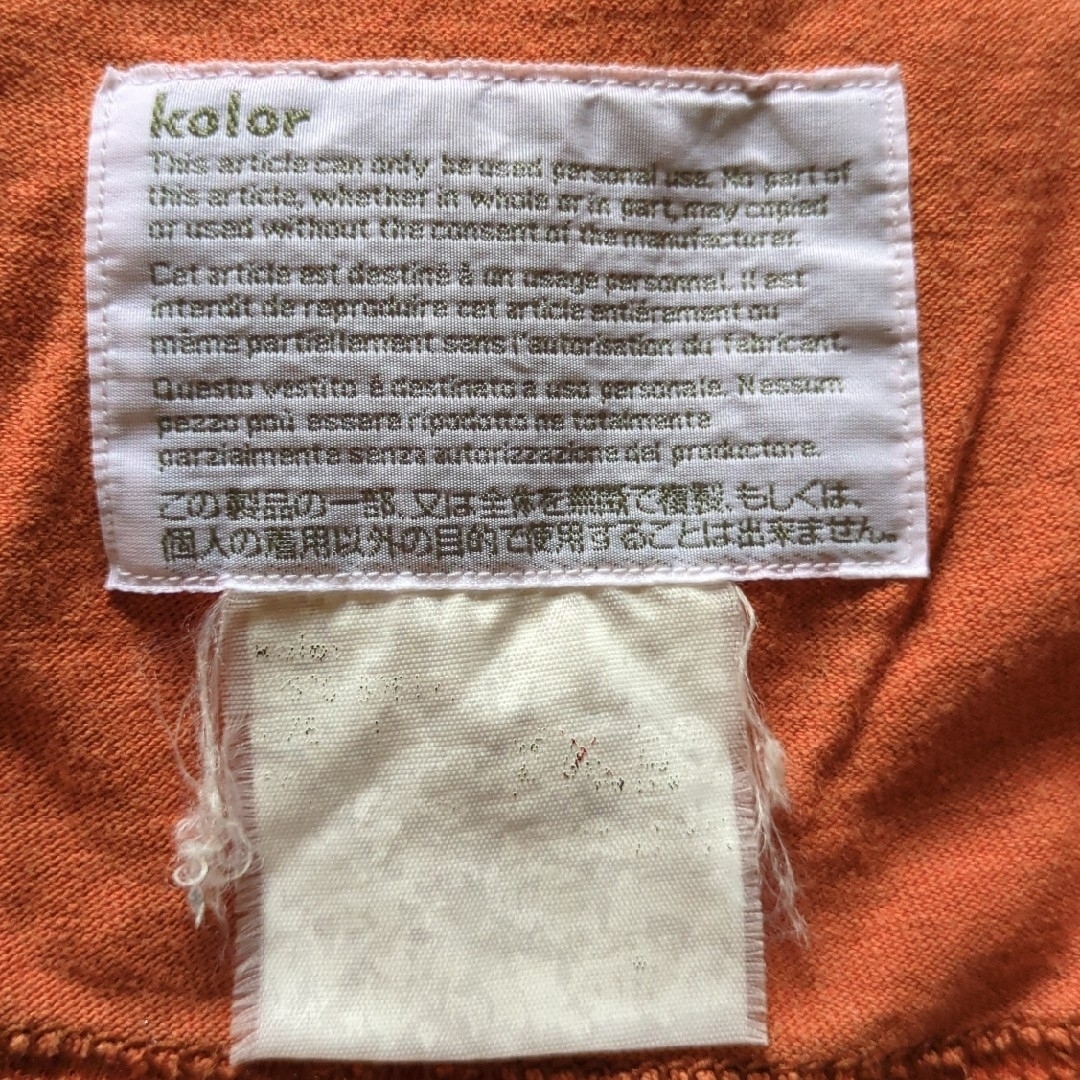 kolor
This article can only be used personal use. No part of
this article, whether in whole or in part, may copied
or used without the consent of the manufacturer.
Cet article est destiné à un usage personnel. Il est
interdit de reproduire cet article entiérement ou
même partiellement sans l'autorisation du fabricant.
Questo vestito è destinato a uso personale. Nessum
pezzo può essere riprodotto ne totalmente
parzialmente senza autorizzazione del productore.
この製品の一部、又は全体を無断で複製、もしくは、
個人の着用以外の目的で使用することは出来ません。